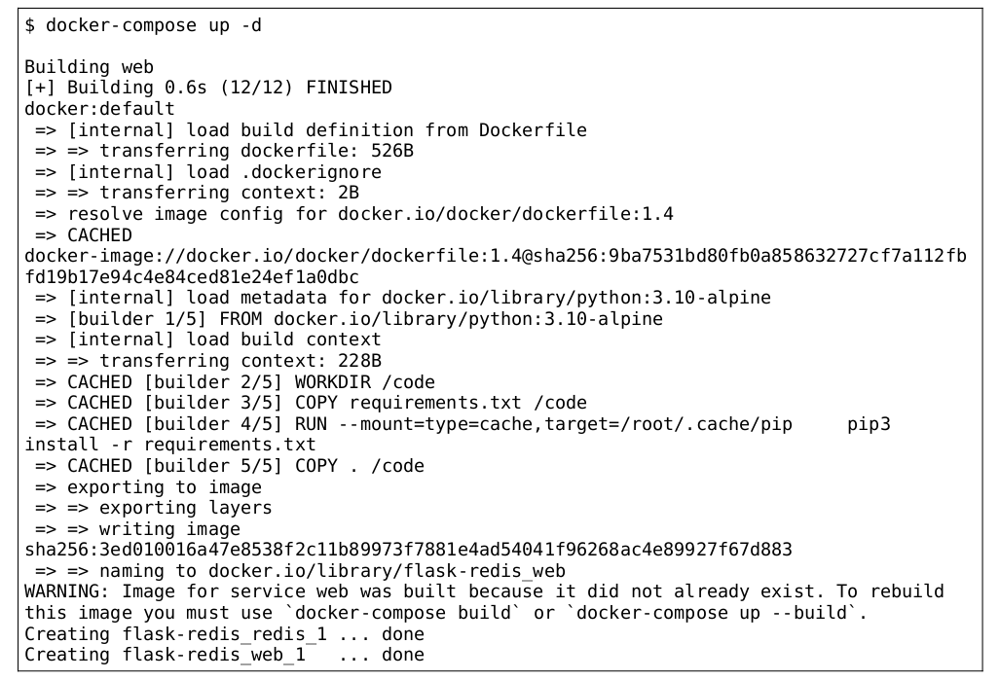 $ docker-compose up -d
Building web
[+] Building 0.6s (12/12) FINISHED
docker:default
=> [internal] load build definition from Dockerfile
=> => transferring dockerfile: 526B
=> [internal] load .dockerignore
=> => transferring context: 2B
=> resolve image config for docker.io/docker/dockerfile:1.4
=> CACHED
docker-image://docker.io/docker/dockerfile:1.4@sha256:9ba7531bd80fb0a858632727cf7a112fb
fd19b17e94c4e84ced81e24ef1a0dbc
=> [internal] load metadata for docker.io/library/python:3.10-alpine
=> [builder 1/5] FROM docker.io/library/python:3.10-alpine
=> [internal] load build context
=> => transferring context: 228B
=> CACHED [builder 2/5] WORKDIR /code
=> CACHED [builder 3/5] COPY requirements.txt /code
=> CACHED [builder 4/5] RUN --mount=type=cache,target=/root/.cache/pip     pip3
install -r requirements.txt
=> CACHED [builder 5/5] COPY . /code
=> exporting to image
=> => exporting layers
=> => writing image
sha256:3ed010016a47e8538f2c11b89973f7881e4ad54041f96268ac4e89927f67d883
=> => naming to docker.io/library/flask-redis_web
WARNING: Image for service web was built because it did not already exist. To rebuild
this image you must use `docker-compose build` or `docker-compose up --build`.
Creating flask-redis_redis_1 ... done
Creating flask-redis_web_1   ... done